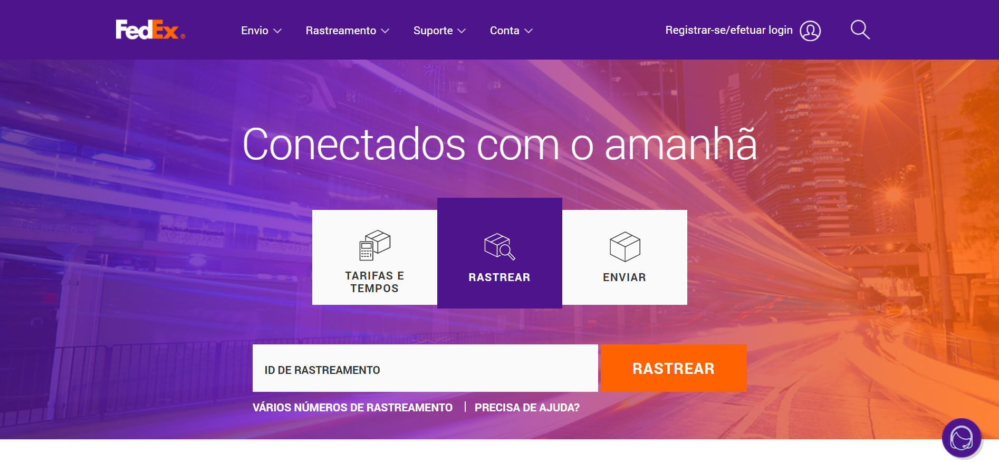 FedEx®
Envio
Rastreamento
Suporte
Conta
Registrar-se/efetuar login
Conectados com o amanhã
TARIFAS E
TEMPOS
RASTREAR
ENVIAR
ID DE RASTREAMENTO
RASTREAR
VÁRIOS NÚMEROS DE RASTREAMENTO | PRECISA DE AJUDA?